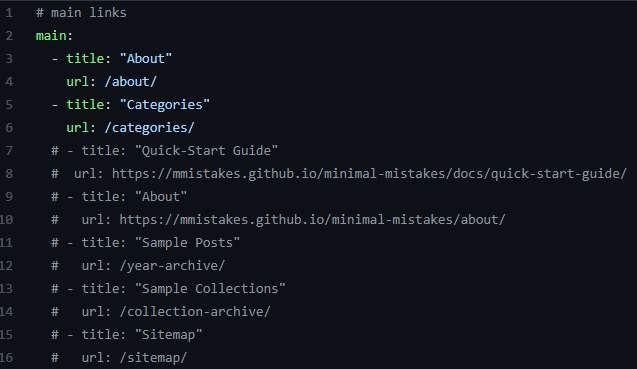 1 # main links
2 main:
3   - title: "About"
4     url: /about/
5   - title: "Categories"
6     url: /categories/
7   # - title: "Quick-Start Guide"
8   #  url: https://mmistakes.github.io/minimal-mistakes/docs/quick-start-guide/
9   # - title: "About"
10   #   url: https://mmistakes.github.io/minimal-mistakes/about/
11   # - title: "Sample Posts"
12   #   url: /year-archive/
13   # - title: "Sample Collections"
14   #   url: /collection-archive/
15   # - title: "Sitemap"
16   #   url: /sitemap/